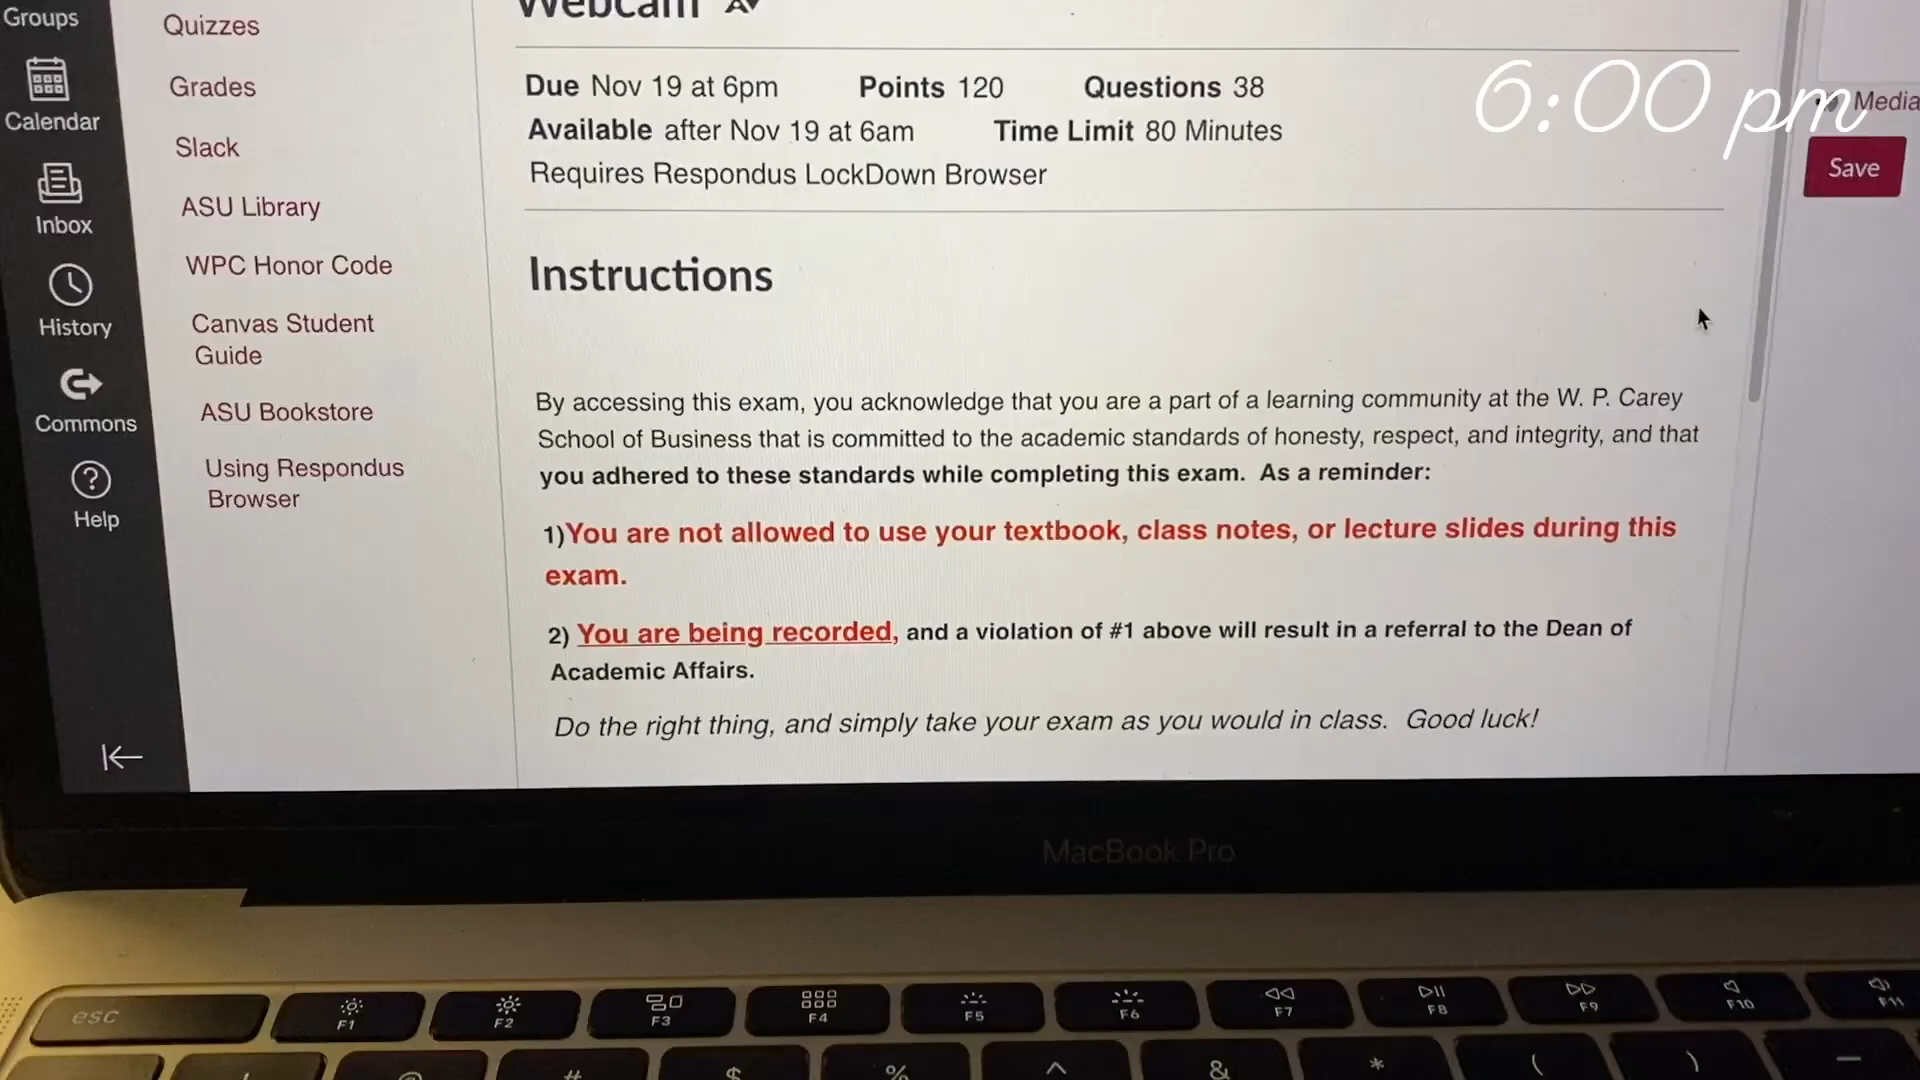 Groups
Calendar
Inbox
History
Commons
Help
Quizzes
Grades
Slack
ASU Library
WPC Honor Code
Canvas Student
Guide
ASU Bookstore
Using Respondus
Browser
Webcam
Due Nov 19 at 6pm Points 120 Questions 38
Available after Nov 19 at 6am Time Limit 80 Minutes
Requires Respondus LockDown Browser
6:00 pm
Media
Save
Instructions
By accessing this exam, you acknowledge that you are a part of a learning community at the W. P. Carey
School of Business that is committed to the academic standards of honesty, respect, and integrity, and that
you adhered to these standards while completing this exam. As a reminder:
1)You are not allowed to use your textbook, class notes, or lecture slides during this
exam.
2) You are being recorded, and a violation of #1 above will result in a referral to the Dean of
Academic Affairs.
Do the right thing, and simply take your exam as you would in class. Good luck!
MacBook Pro
esc F1 F2 F3 F4 F5 F6 F7 F8 F9 F10 F11
@ # $ % ^ & * ( ) —